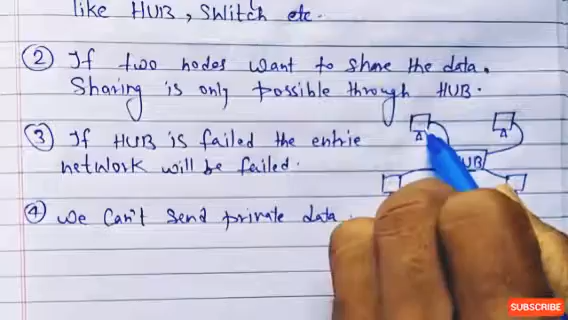 like HUB, Switch etc.
② If two nodes want to share the data.
Sharing is only possible through HUB.
③ If HUB is failed the entrie
network will be failed.
④ we can't send private data.
A
A
HUB
SUBSCRIBE